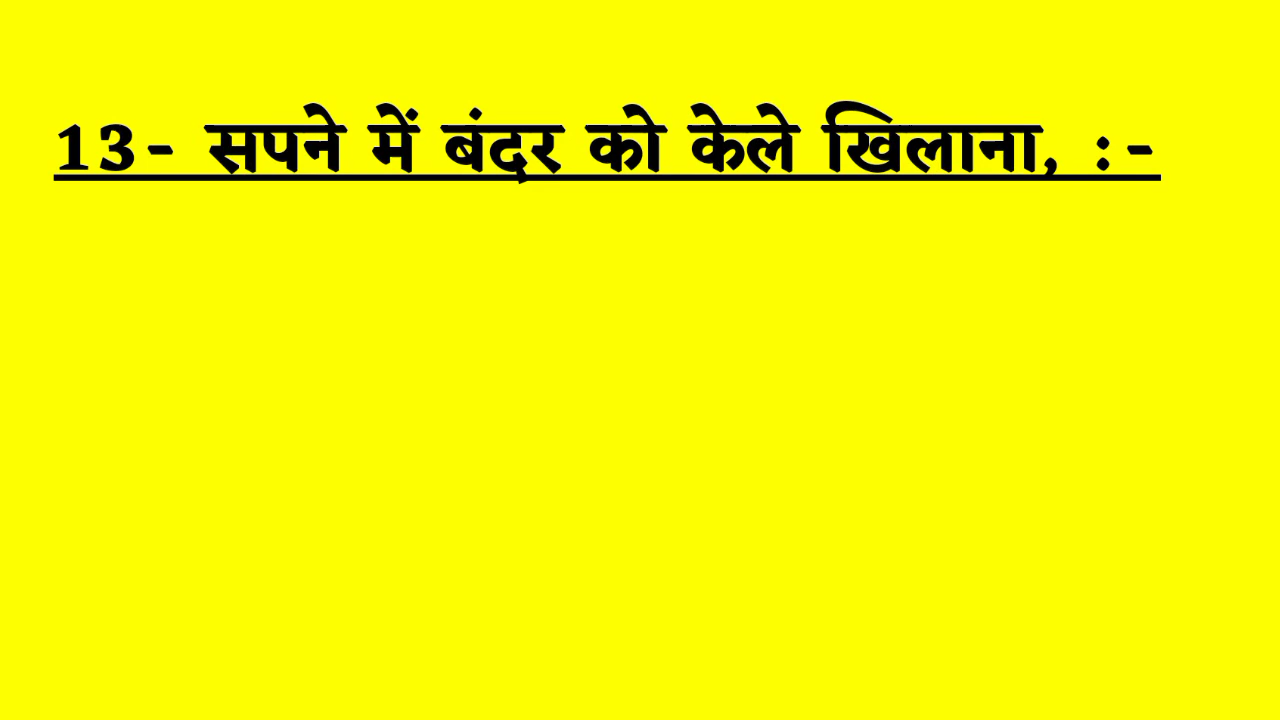 13- सपने में बंदर को केले खिलाना, :-